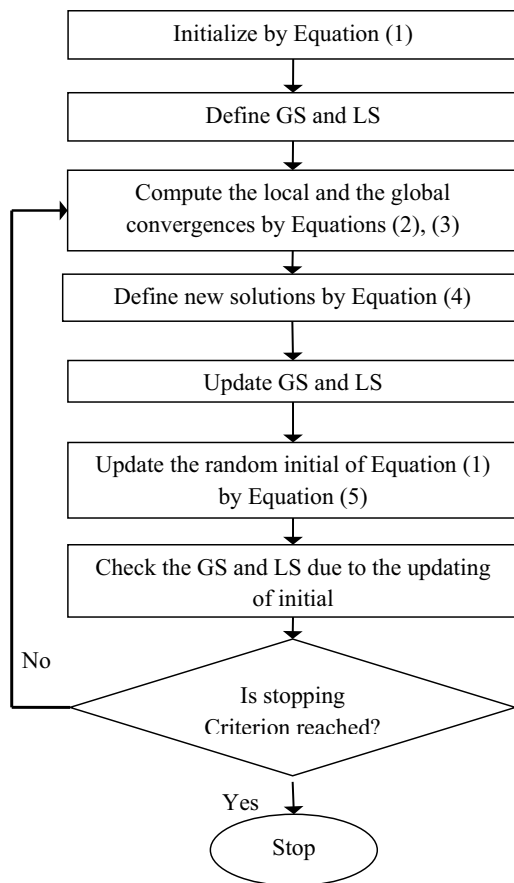 Initialize by Equation (1)
Define GS and LS
Compute the local and the global
convergences by Equations (2), (3)
Define new solutions by Equation (4)
Update GS and LS
Update the random initial of Equation (1)
by Equation (5)
Check the GS and LS due to the updating
of initial
No
Is stopping
Criterion reached?
Yes
Stop